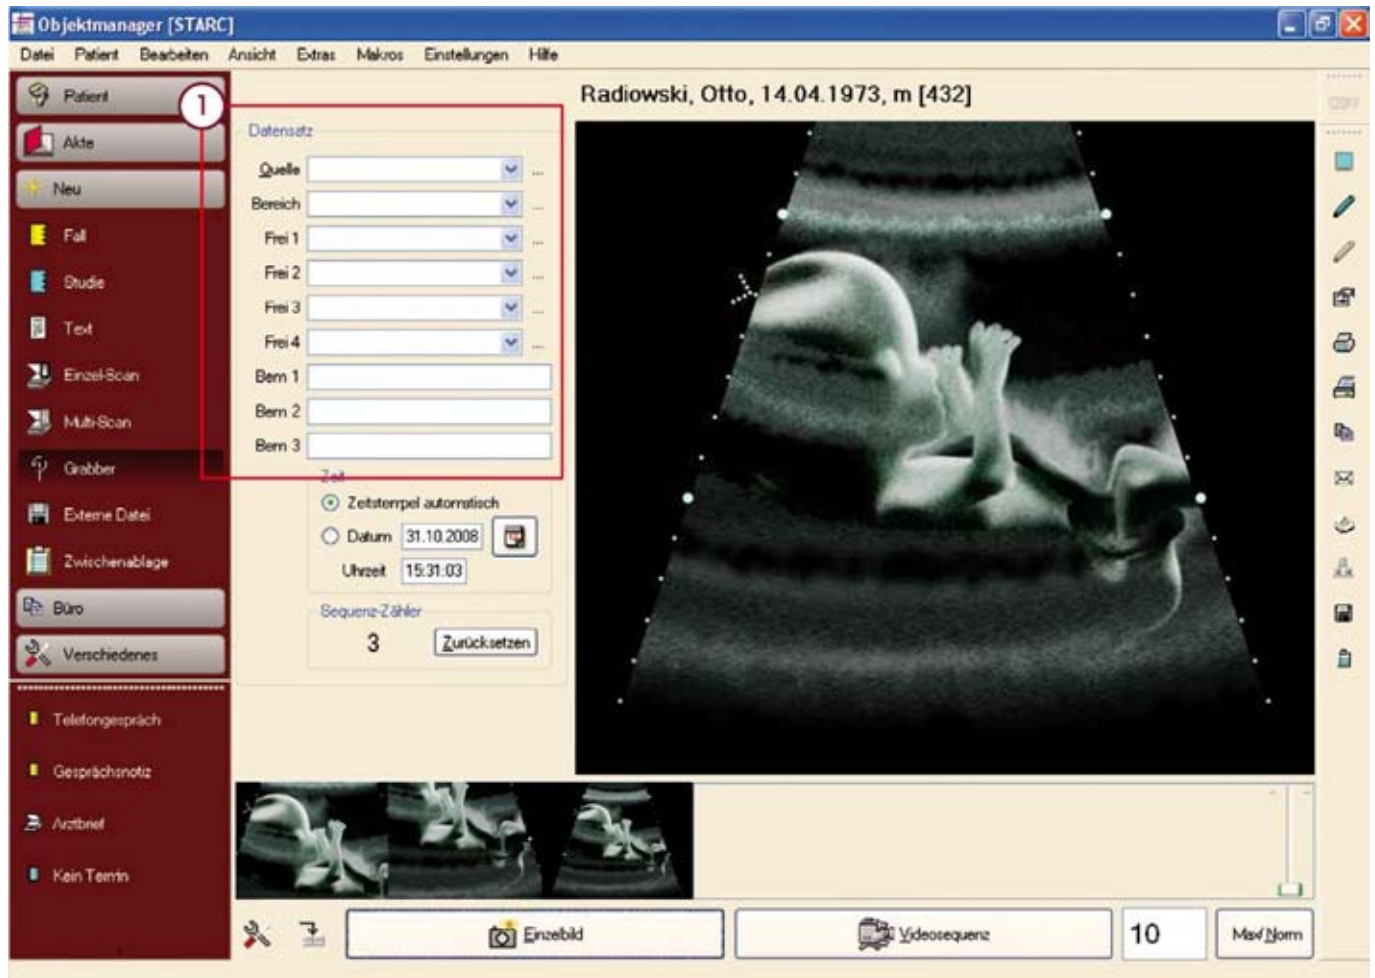 Objektmanager [STARC]
Datei Patient Bearbeiten Ansicht Extras Makros Einstellungen Hilfe
Patient
Akte
Neu
Fall
Studie
Text
Einzel-Scan
Multi-Scan
Grabber
Externe Datei
Zwischenablage
Büro
Verschiedenes
Telefongespräch
Gesprächsnotiz
Arztbrief
Kein Termin
1
Datensatz
Quelle ...
Bereich ...
Frei 1 ...
Frei 2 ...
Frei 3 ...
Frei 4 ...
Bem 1
Bem 2
Bem 3
Zeit
Zeitstempel automatisch
Datum 31.10.2008
Uhrzeit 15:31:03
Sequenz-Zähler
3 Zurücksetzen
Radiowski, Otto, 14.04.1973, m [432]
Einzelbild
Videosequenz
10
Max/Norm